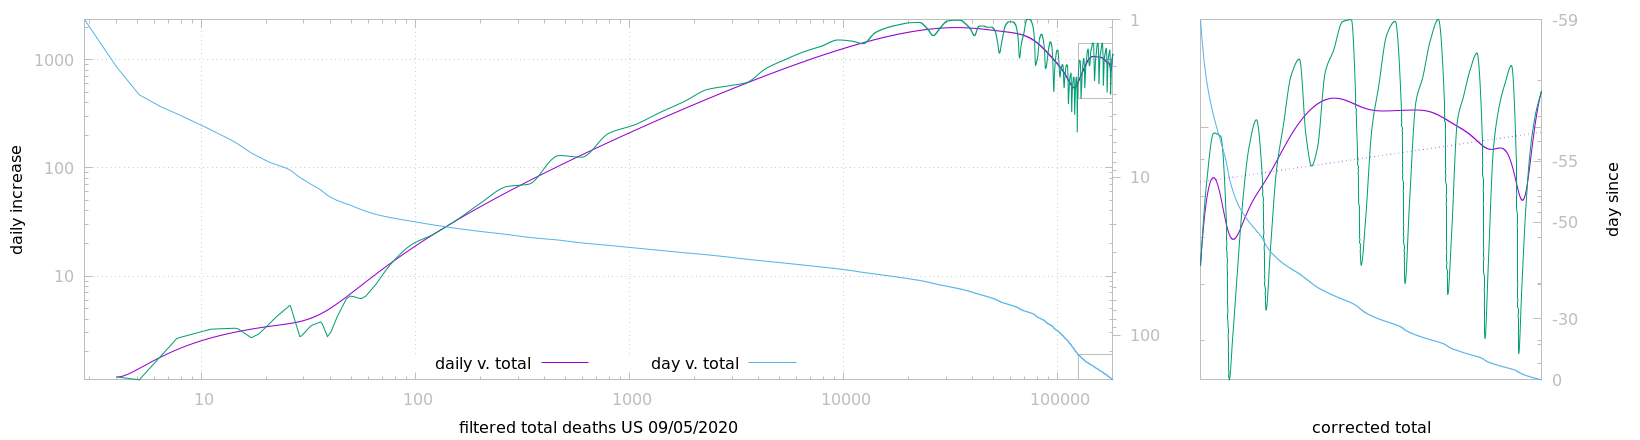 1000
100
10
daily increase
1
10
100
daily v. total
day v. total
10
100
1000
10000
100000
filtered total deaths US 09/05/2020
-59
-55
-50
-30
0
day since
corrected total